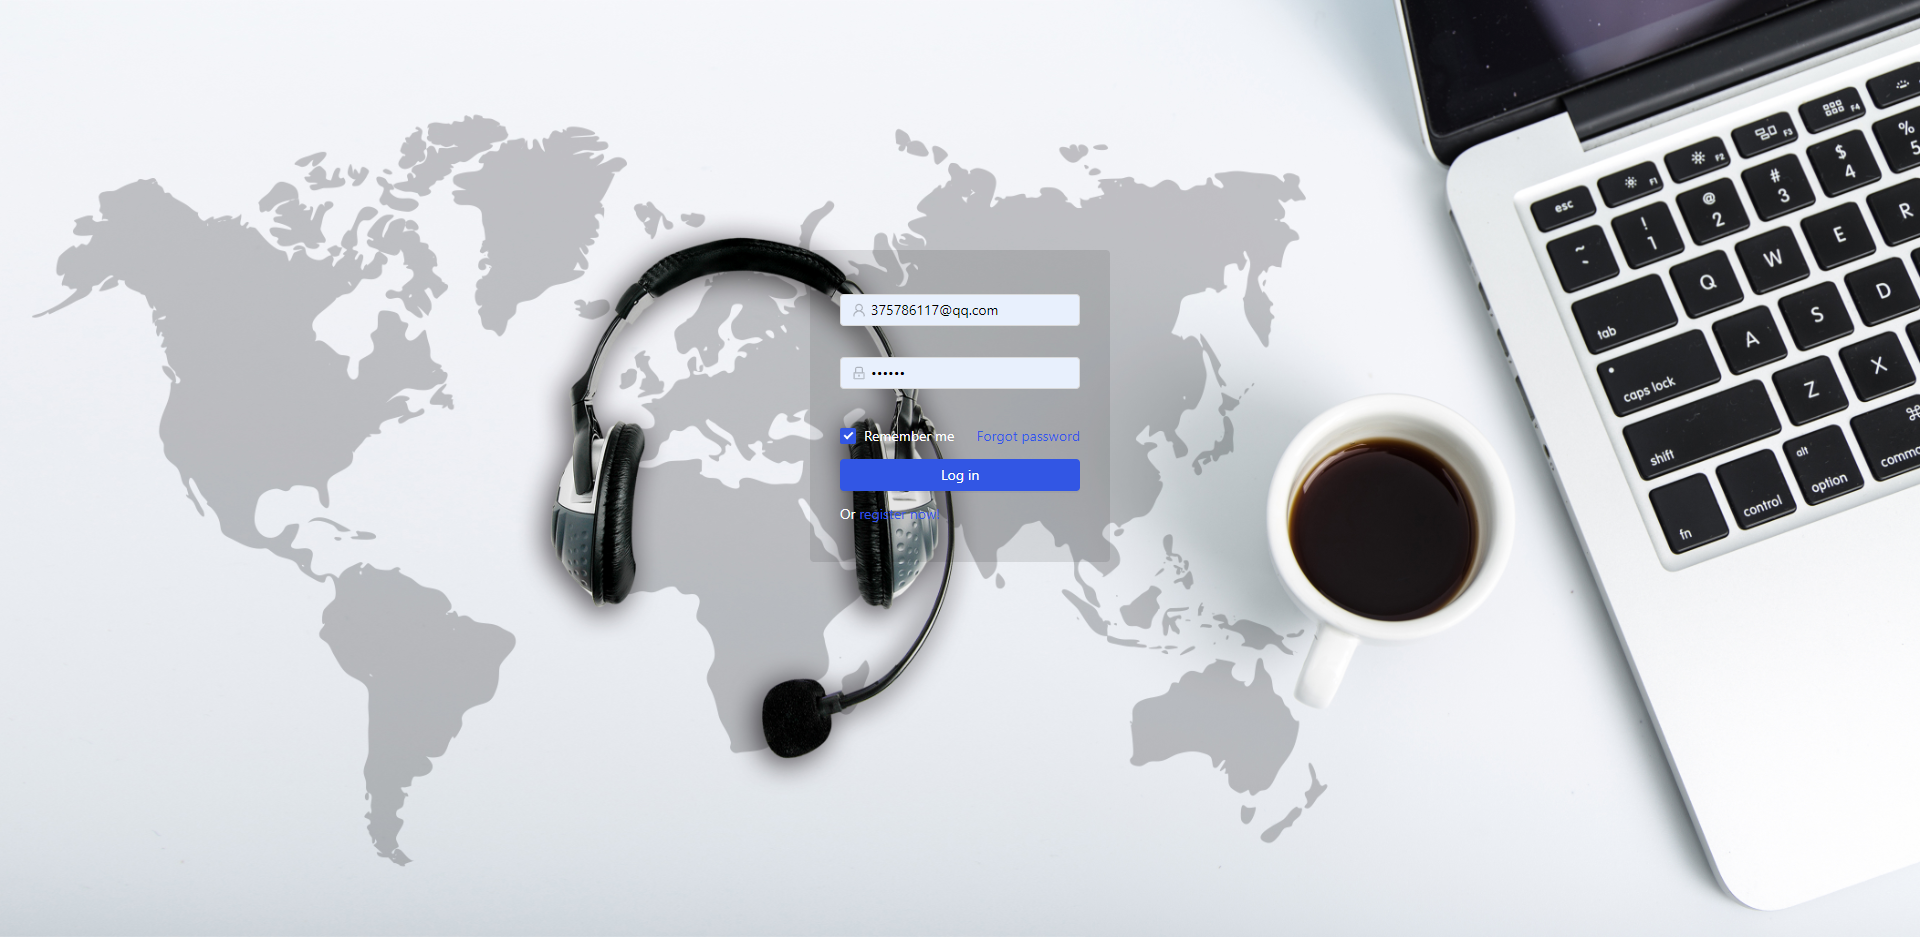 375786117@qq.com
••••••
Remember me Forgot password
Log in
Or register now!
esc
F1
F2
F3
F4
~
`
!
1
@
2
#
3
$
4
%
5
tab
Q
W
E
R
caps lock
A
S
D
shift
Z
X
fn
control
alt
option
⌘